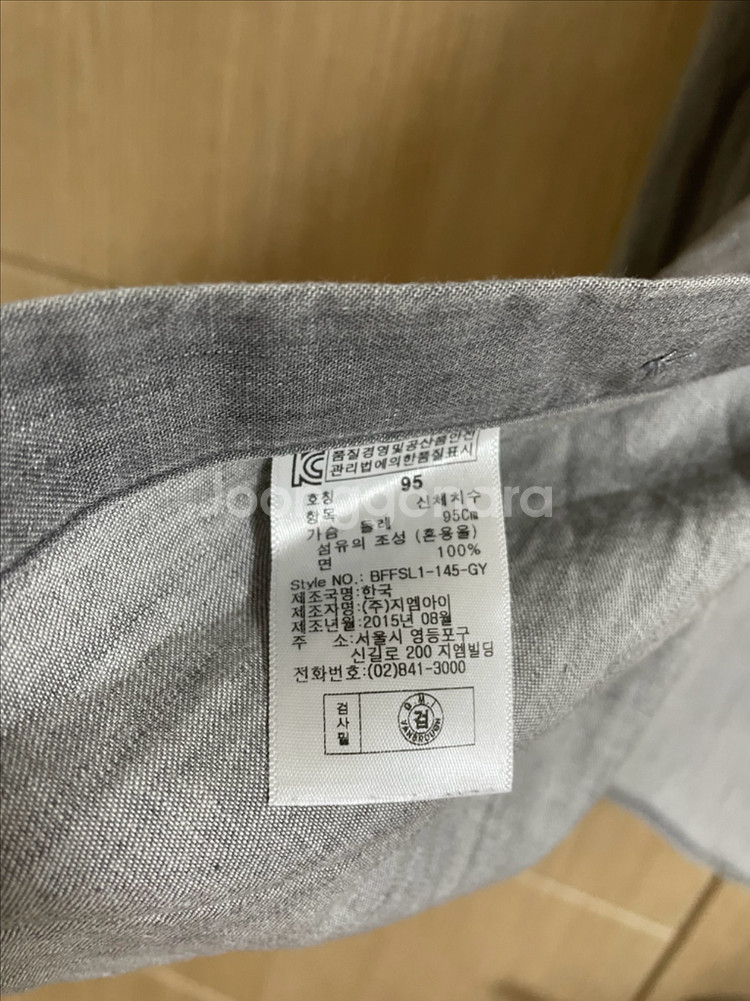 품질경영및공산품안전
관리법에의한품질표시
호칭 95
항목 신체치수
가슴 둘레 95Cm
섬유의 조성 (혼용율)
면 100%
Style NO.: BFFSL1-145-GY
제조국명:한국
제조자명:(주)지엠아이
제조년월:2015년 08월
주 소:서울시 영등포구
신길로 200 지엠빌딩
전화번호:(02)841-3000
검사필
G.M.I
검
VANBROUGH
Joonggonara